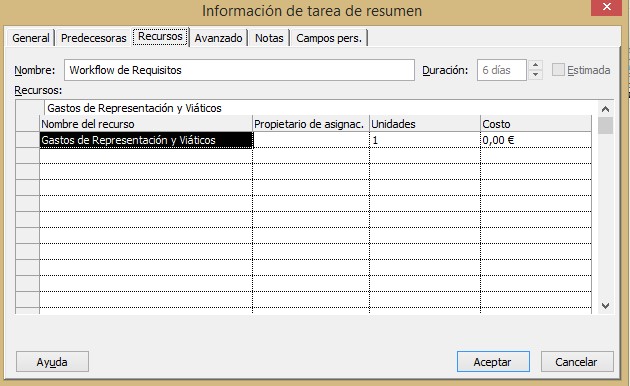 Información de tarea de resumen
General Predecesoras Recursos Avanzado Notas Campos pers.
Nombre: Workflow de Requisitos Duración: 6 días Estimada
Recursos:
Gastos de Representación y Viáticos
Nombre del recurso Propietario de asignac. Unidades Costo
Gastos de Representación y Viáticos 1 0,00 €
Ayuda Aceptar Cancelar